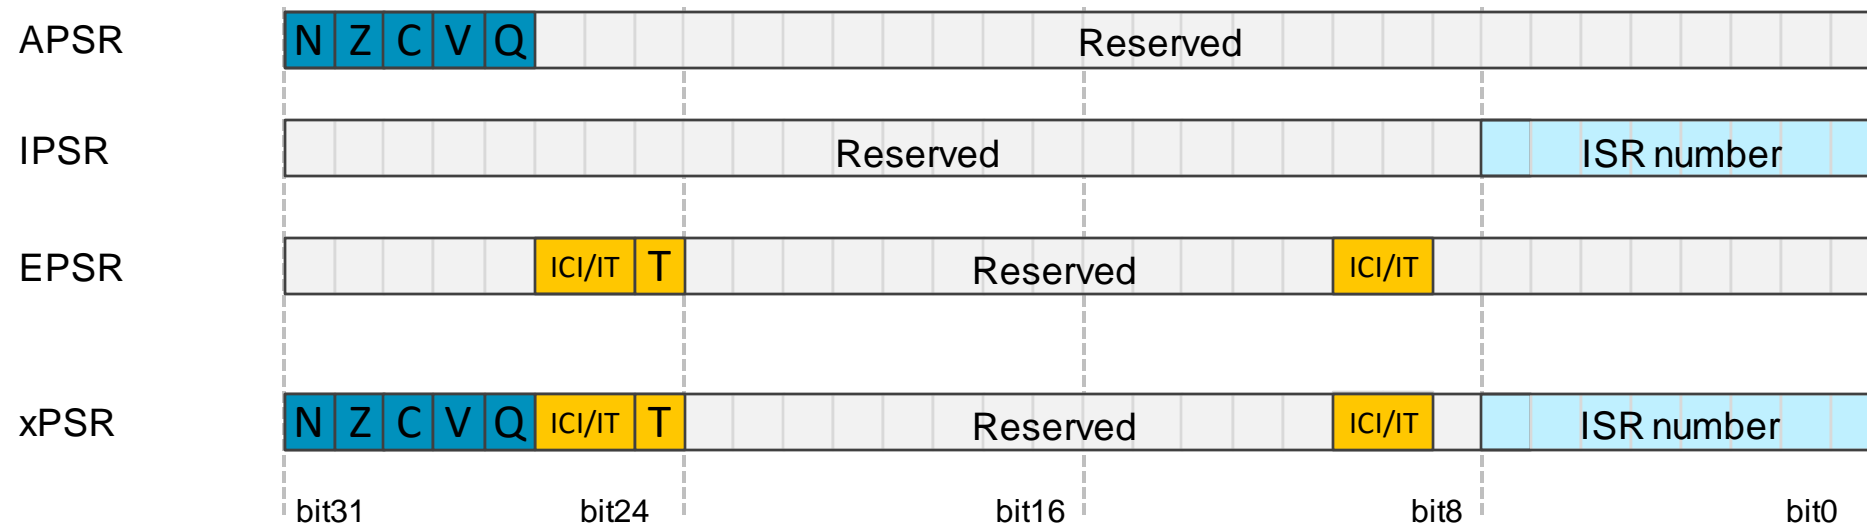 APSR N Z C V Q Reserved
IPSR Reserved ISR number
EPSR ICI/IT T Reserved ICI/IT
xPSR N Z C V Q ICI/IT T Reserved ICI/IT ISR number
bit31 bit24 bit16 bit8 bit0